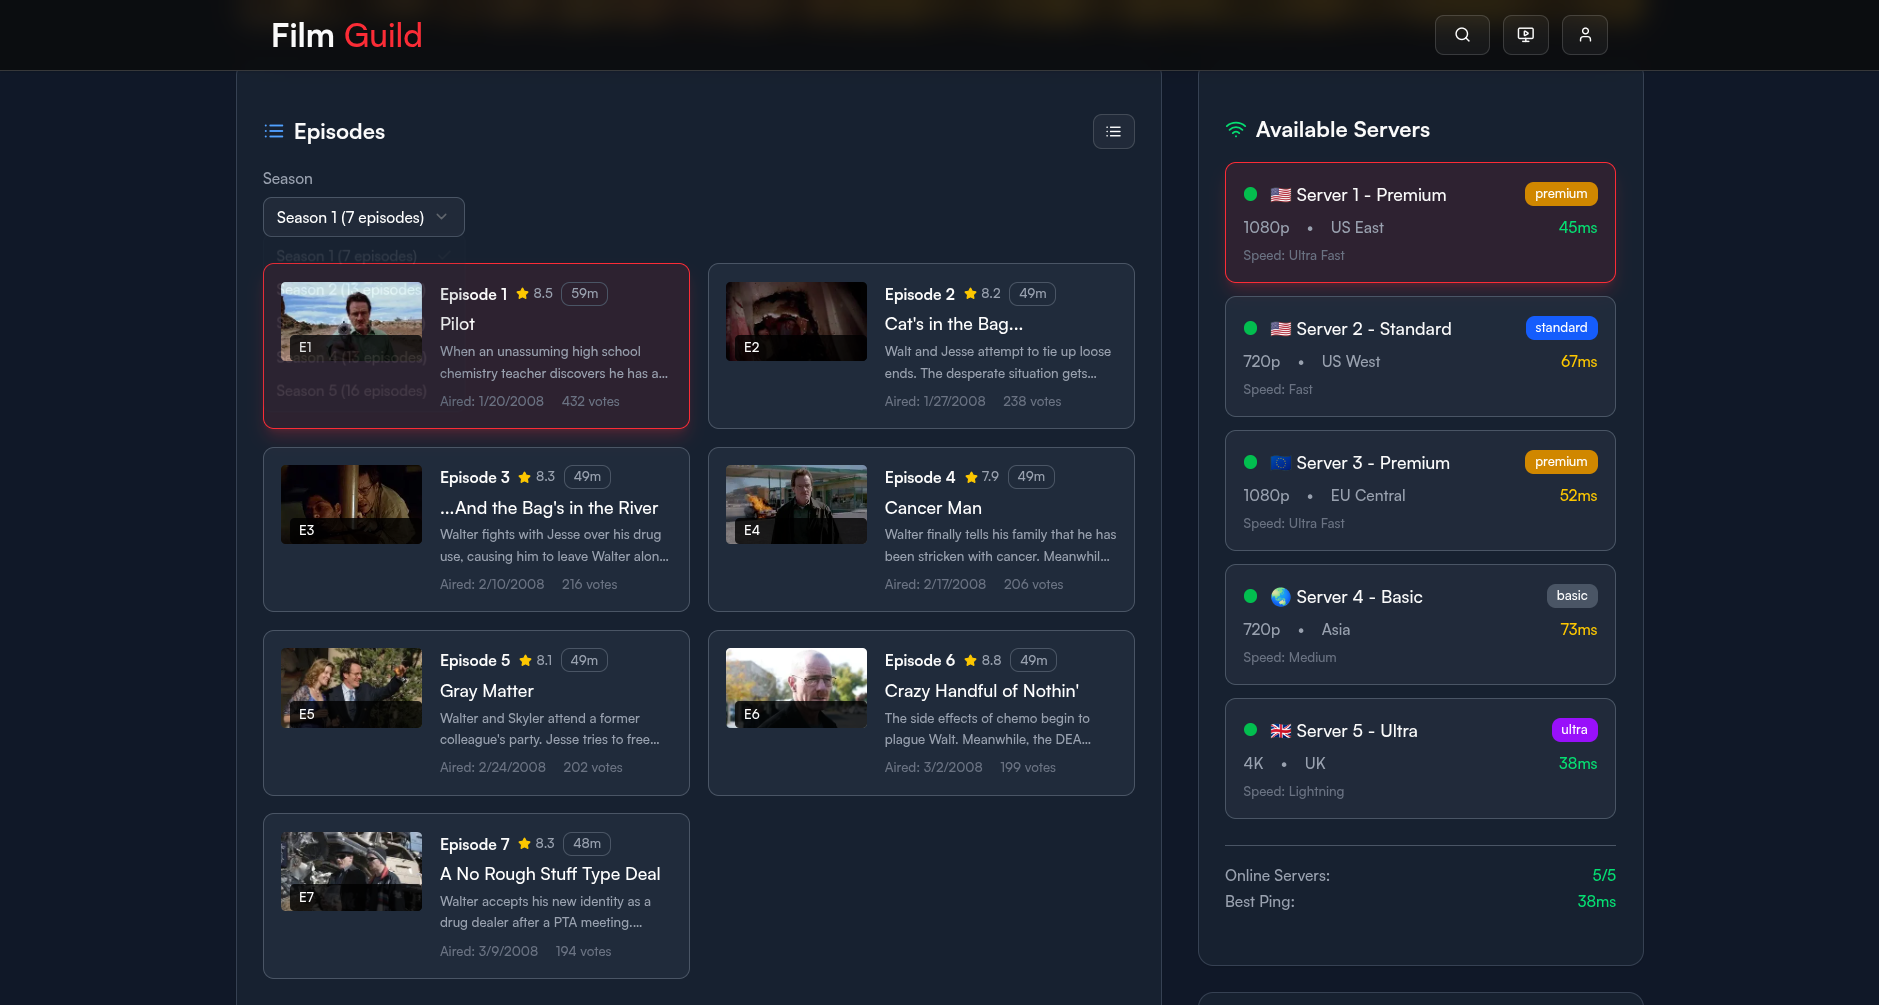 Film Guild
Episodes
Season
Season 1 (7 episodes)
Season 1 (7 episodes)
Season 2 (13 episodes)
Season 4 (13 episodes)
Season 5 (16 episodes)
E1
Episode 1 8.5 59m
Pilot
When an unassuming high school
chemistry teacher discovers he has a...
Aired: 1/20/2008 432 votes
E2
Episode 2 8.2 49m
Cat's in the Bag...
Walt and Jesse attempt to tie up loose
ends. The desperate situation gets...
Aired: 1/27/2008 238 votes
E3
Episode 3 8.3 49m
...And the Bag's in the River
Walter fights with Jesse over his drug
use, causing him to leave Walter alon...
Aired: 2/10/2008 216 votes
E4
Episode 4 7.9 49m
Cancer Man
Walter finally tells his family that he has
been stricken with cancer. Meanwhil...
Aired: 2/17/2008 206 votes
E5
Episode 5 8.1 49m
Gray Matter
Walter and Skyler attend a former
colleague's party. Jesse tries to free...
Aired: 2/24/2008 202 votes
E6
Episode 6 8.8 49m
Crazy Handful of Nothin'
The side effects of chemo begin to
plague Walt. Meanwhile, the DEA...
Aired: 3/2/2008 199 votes
E7
Episode 7 8.3 48m
A No Rough Stuff Type Deal
Walter accepts his new identity as a
drug dealer after a PTA meeting....
Aired: 3/9/2008 194 votes
Available Servers
Server 1 - Premium premium
1080p • US East 45ms
Speed: Ultra Fast
Server 2 - Standard standard
720p • US West 67ms
Speed: Fast
Server 3 - Premium premium
1080p • EU Central 52ms
Speed: Ultra Fast
Server 4 - Basic basic
720p • Asia 73ms
Speed: Medium
Server 5 - Ultra ultra
4K • UK 38ms
Speed: Lightning
Online Servers: 5/5
Best Ping: 38ms